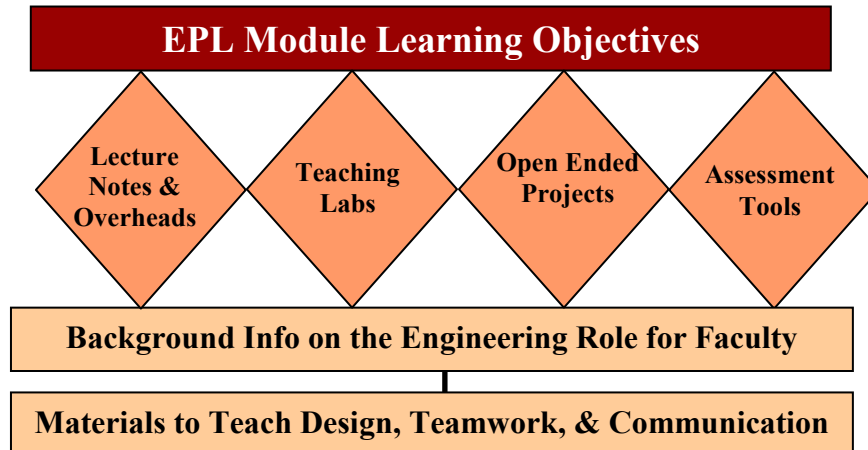 EPL Module Learning Objectives
Lecture
Notes &
Overheads
Teaching
Labs
Open Ended
Projects
Assessment
Tools
Background Info on the Engineering Role for Faculty
Materials to Teach Design, Teamwork, & Communication